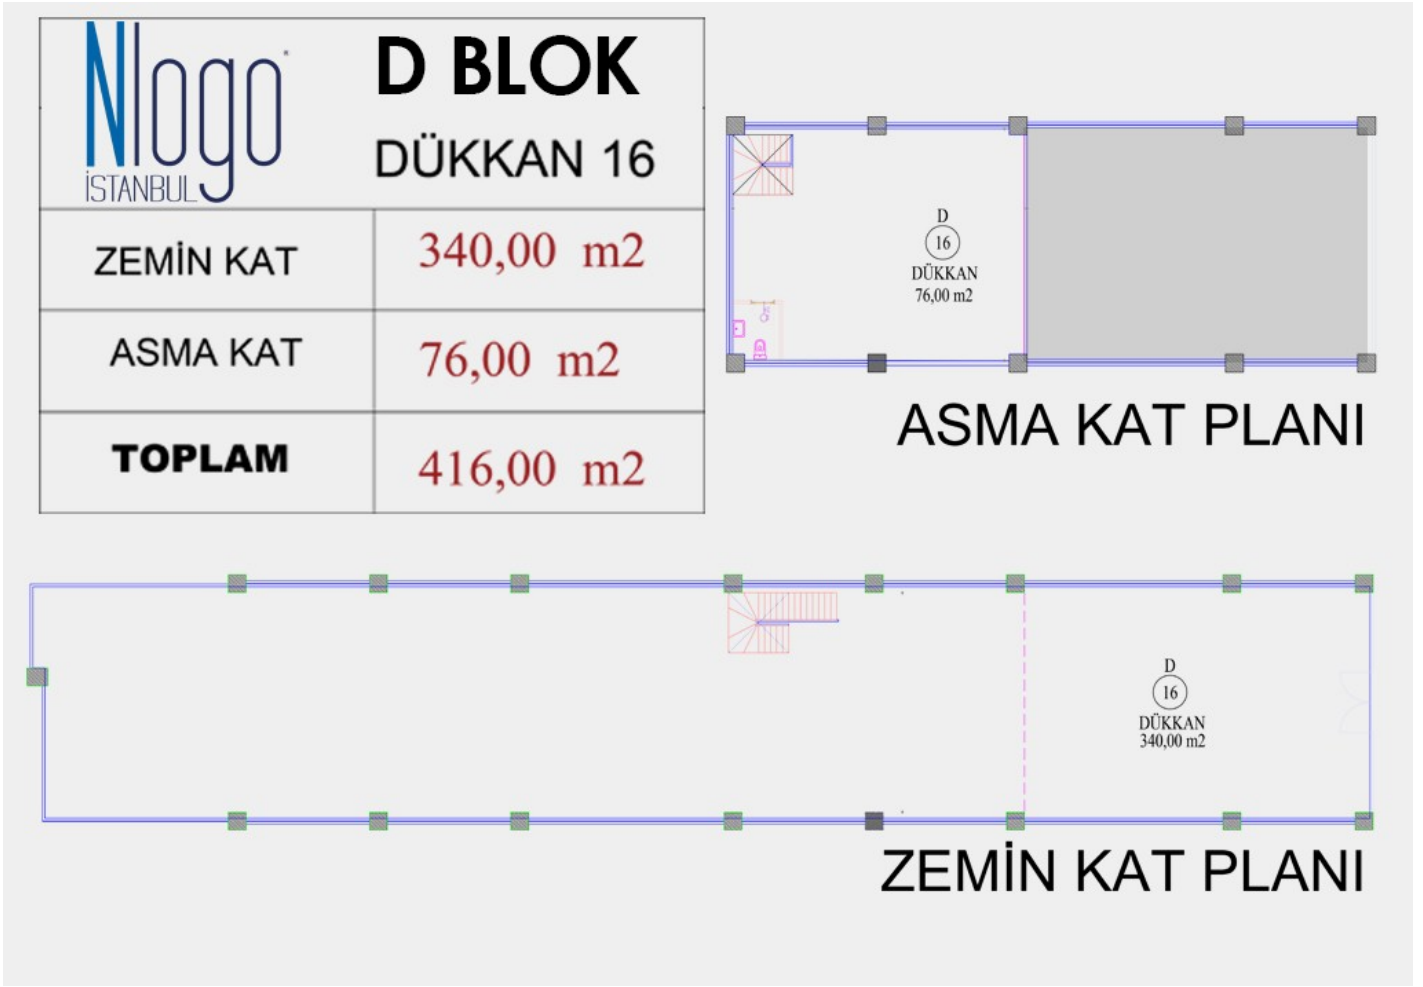 Nlogo
İSTANBUL
D BLOK
DÜKKAN 16
ZEMİN KAT 340,00 m2
ASMA KAT 76,00 m2
TOPLAM 416,00 m2
D
16
DÜKKAN
76,00 m2
ASMA KAT PLANI
D
16
DÜKKAN
340,00 m2
ZEMİN KAT PLANI